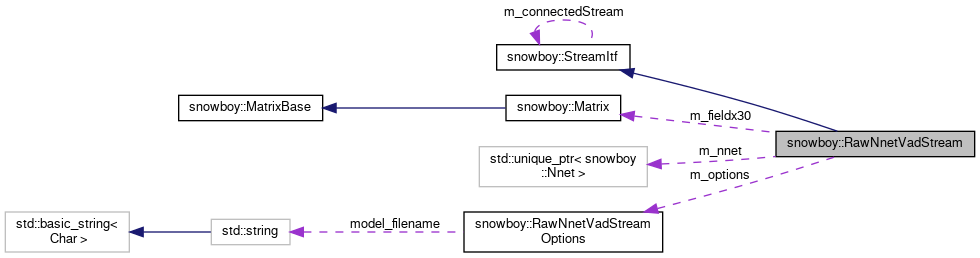 m_connectedStream
snowboy::StreamItf
snowboy::MatrixBase
snowboy::Matrix
m_fieldx30
snowboy::RawNnetVadStream
std::unique_ptr< snowboy
::Nnet >
m_nnet
m_options
std::basic_string<
Char >
std::string
model_filename
snowboy::RawNnetVadStream
Options